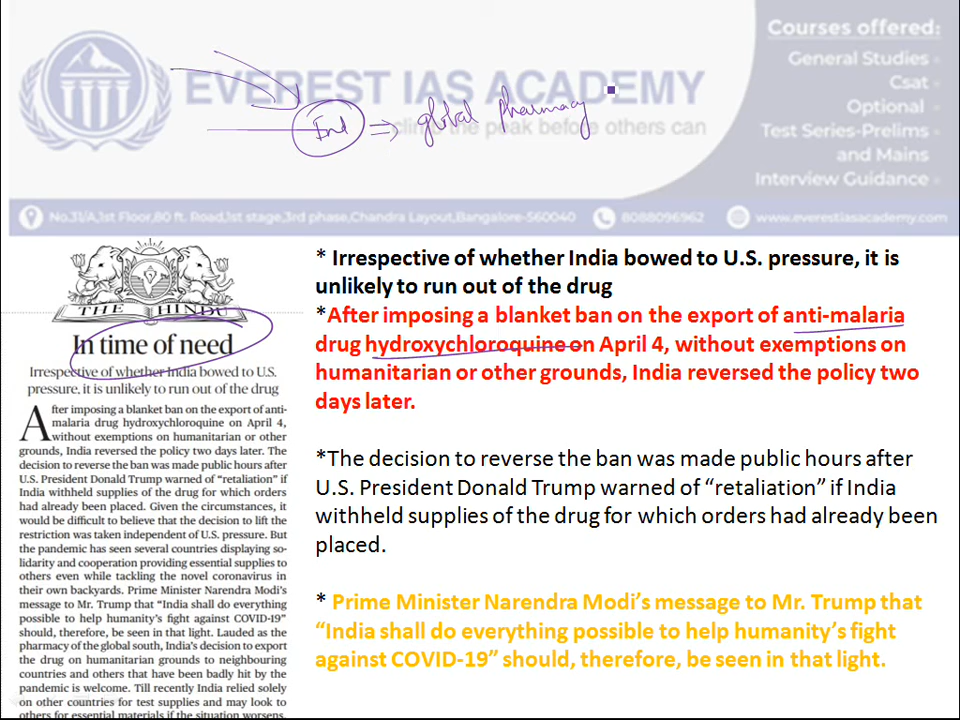 EVEREST IAS ACADEMY
climb the peak before others can
Ind ⇒ global pharmacy
Courses offered:
General Studies
Csat
Optional
Test Series-Prelims
and Mains
Interview Guidance
No.31/A,1st Floor,80 ft. Road,1st stage,3rd phase,Chandra Layout,Bangalore-560040
8088096962
www.everestiasacademy.com
THE HINDU
In time of need
Irrespective of whether India bowed to U.S.
pressure, it is unlikely to run out of the drug
After imposing a blanket ban on the export of anti-
malaria drug hydroxychloroquine on April 4,
without exemptions on humanitarian or other
grounds, India reversed the policy two days later. The
decision to reverse the ban was made public hours after
U.S. President Donald Trump warned of “retaliation” if
India withheld supplies of the drug for which orders
had already been placed. Given the circumstances, it
would be difficult to believe that the decision to lift the
restriction was taken independent of U.S. pressure. But
the pandemic has seen several countries displaying so-
lidarity and cooperation providing essential supplies to
others even while tackling the novel coronavirus in
their own backyards. Prime Minister Narendra Modi’s
message to Mr. Trump that “India shall do everything
possible to help humanity’s fight against COVID-19”
should, therefore, be seen in that light. Lauded as the
pharmacy of the global south, India’s decision to export
the drug on humanitarian grounds to neighbouring
countries and others that have been badly hit by the
pandemic is welcome. Till recently India relied solely
on other countries for test supplies and may look to
others for essential materials if the situation worsens.
* Irrespective of whether India bowed to U.S. pressure, it is
unlikely to run out of the drug
*After imposing a blanket ban on the export of anti-malaria
drug hydroxychloroquine on April 4, without exemptions on
humanitarian or other grounds, India reversed the policy two
days later.
*The decision to reverse the ban was made public hours after
U.S. President Donald Trump warned of “retaliation” if India
withheld supplies of the drug for which orders had already been
placed.
* Prime Minister Narendra Modi’s message to Mr. Trump that
“India shall do everything possible to help humanity’s fight
against COVID-19” should, therefore, be seen in that light.